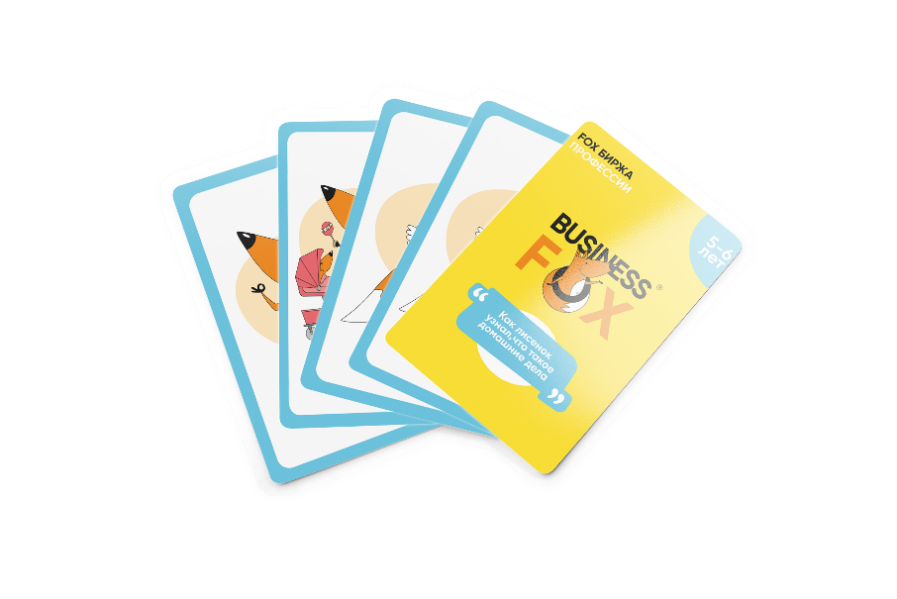 FOX БИРЖА
ПРОФЕССИИ
5-6
лет
BUSINESS
FOX®
“
Как лисенок
узнал,что такое
домашние дела
”